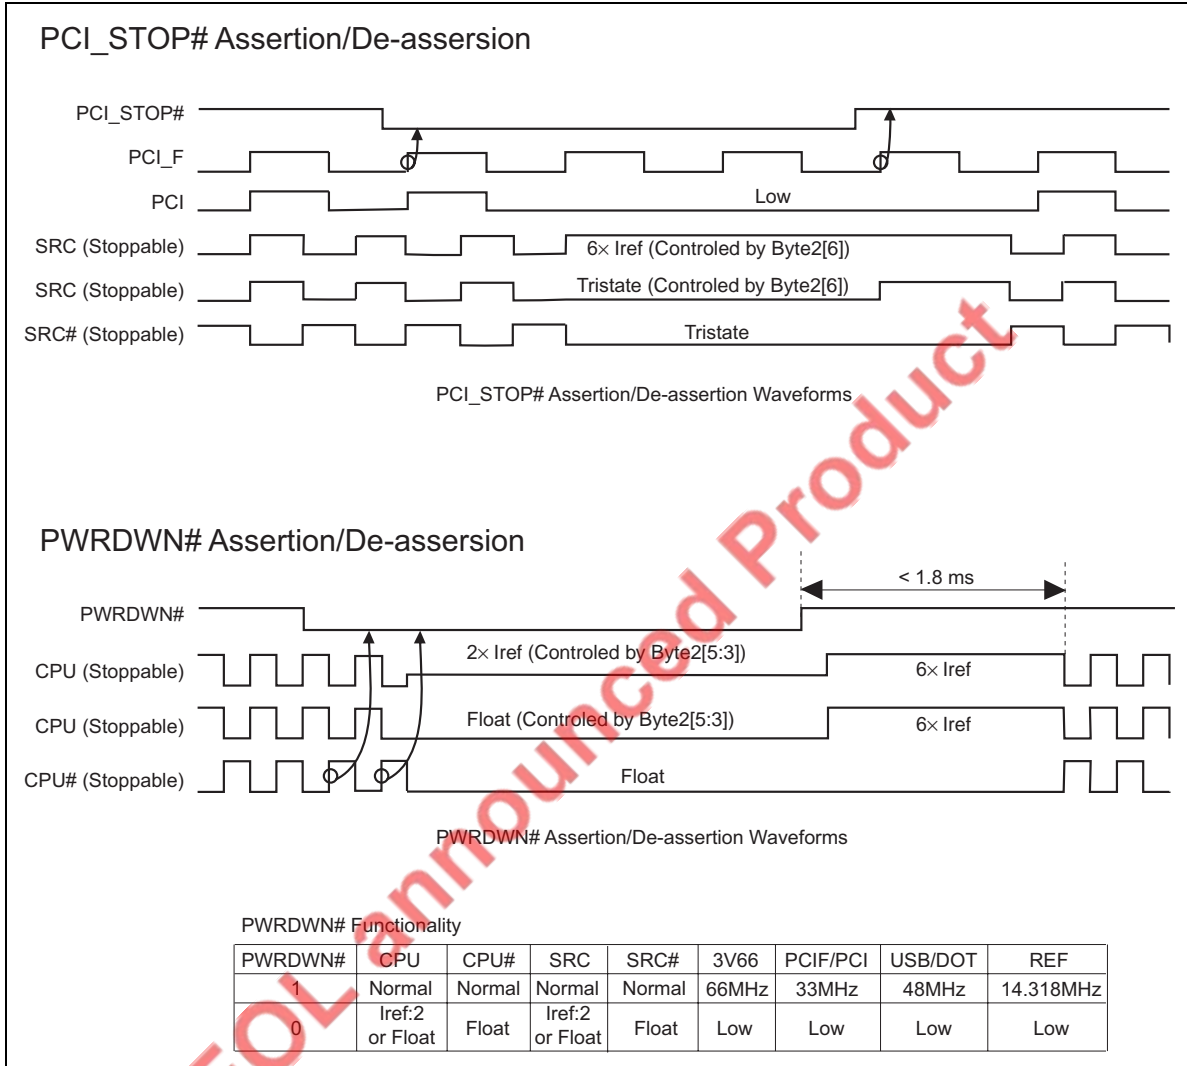 PCI_STOP# Assertion/De-assersion
PCI_STOP#
PCI_F
PCI
Low
SRC (Stoppable)
6× Iref (Controled by Byte2[6])
SRC (Stoppable)
Tristate (Controled by Byte2[6])
SRC# (Stoppable)
Tristate
PCI_STOP# Assertion/De-assertion Waveforms
PWRDWN# Assertion/De-assersion
< 1.8 ms
PWRDWN#
CPU (Stoppable)
2× Iref (Controled by Byte2[5:3])
6× Iref
CPU (Stoppable)
Float (Controled by Byte2[5:3])
6× Iref
CPU# (Stoppable)
Float
PWRDWN# Assertion/De-assertion Waveforms
PWRDWN# Functionality
PWRDWN# CPU CPU# SRC SRC# 3V66 PCIF/PCI USB/DOT REF
1 Normal Normal Normal Normal 66MHz 33MHz 48MHz 14.318MHz
0 Iref:2 or Float Float Iref:2 or Float Float Low Low Low Low
EOL announced Product